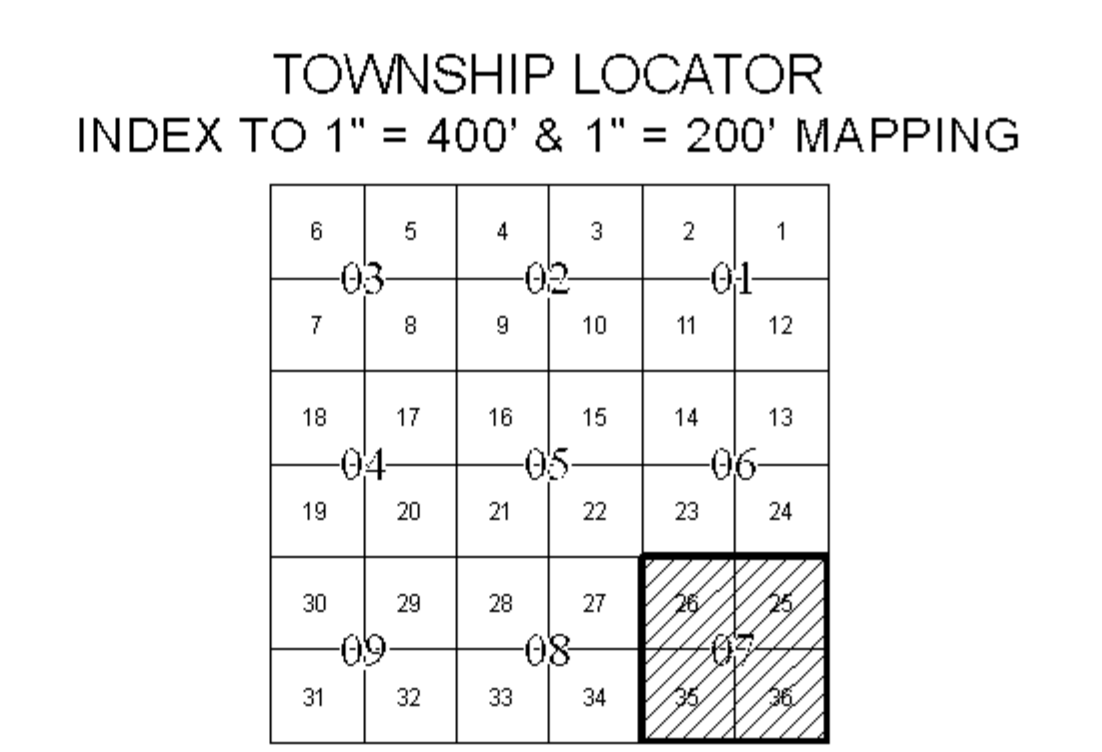 TOWNSHIP LOCATOR
INDEX TO 1" = 400' & 1" = 200' MAPPING
6 5 4 3 2 1
03 02 01
7 8 9 10 11 12
18 17 16 15 14 13
04 05 06
19 20 21 22 23 24
30 29 28 27 26 25
09 08 07
31 32 33 34 35 36